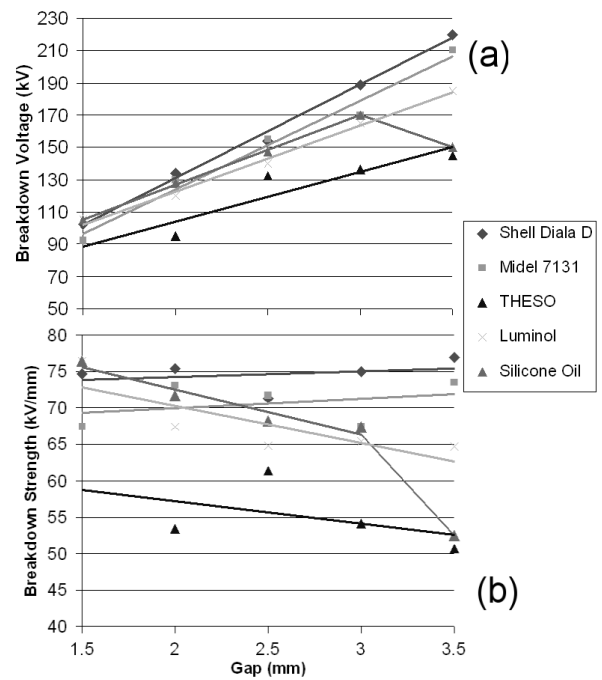 (a)
Breakdown Voltage (kV)
230
210
190
170
150
130
110
90
70
50
Shell Diala D
Midel 7131
THESO
Luminol
Silicone Oil
(b)
Breakdown Strength (kV/mm)
80
75
70
65
60
55
50
45
40
1.5
2
2.5
3
3.5
Gap (mm)